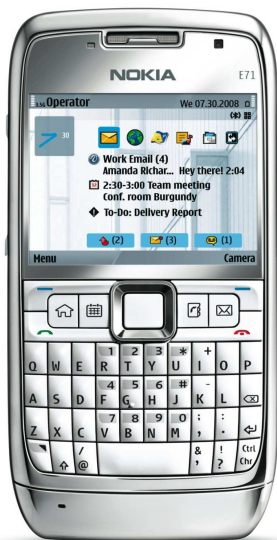 NOKIA
E71
3.5G Operator We 07.30.2008
30
Work Email (4)
Amanda Richar... Hey there! 2:04
2:30-3:00 Team meeting
Conf. room Burgundy
To-Do: Delivery Report
(2) (3) (1)
Menu Camera
1 2 3 * +
Q W E R T Y U I O P
4 5 6 # -
A S D F G H J K L
7 8 9 0 ; :
Z X C V B N M , .
/ & ! Ctrl
@ ' ? Chr